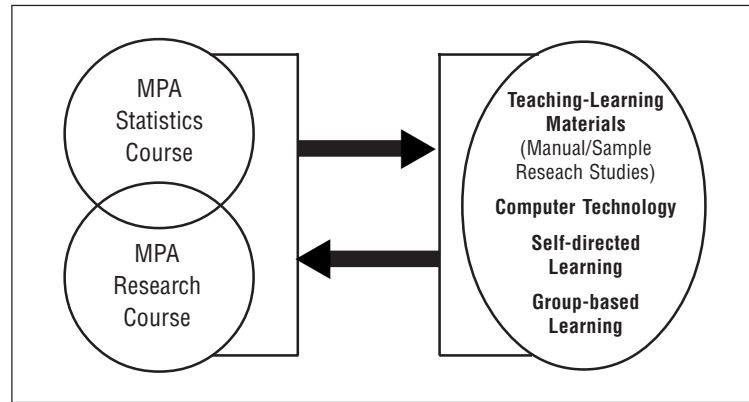 MPA
Statistics
Course
MPA
Research
Course
Teaching-Learning
Materials
(Manual/Sample
Reseach Studies)
Computer Technology
Self-directed
Learning
Group-based
Learning